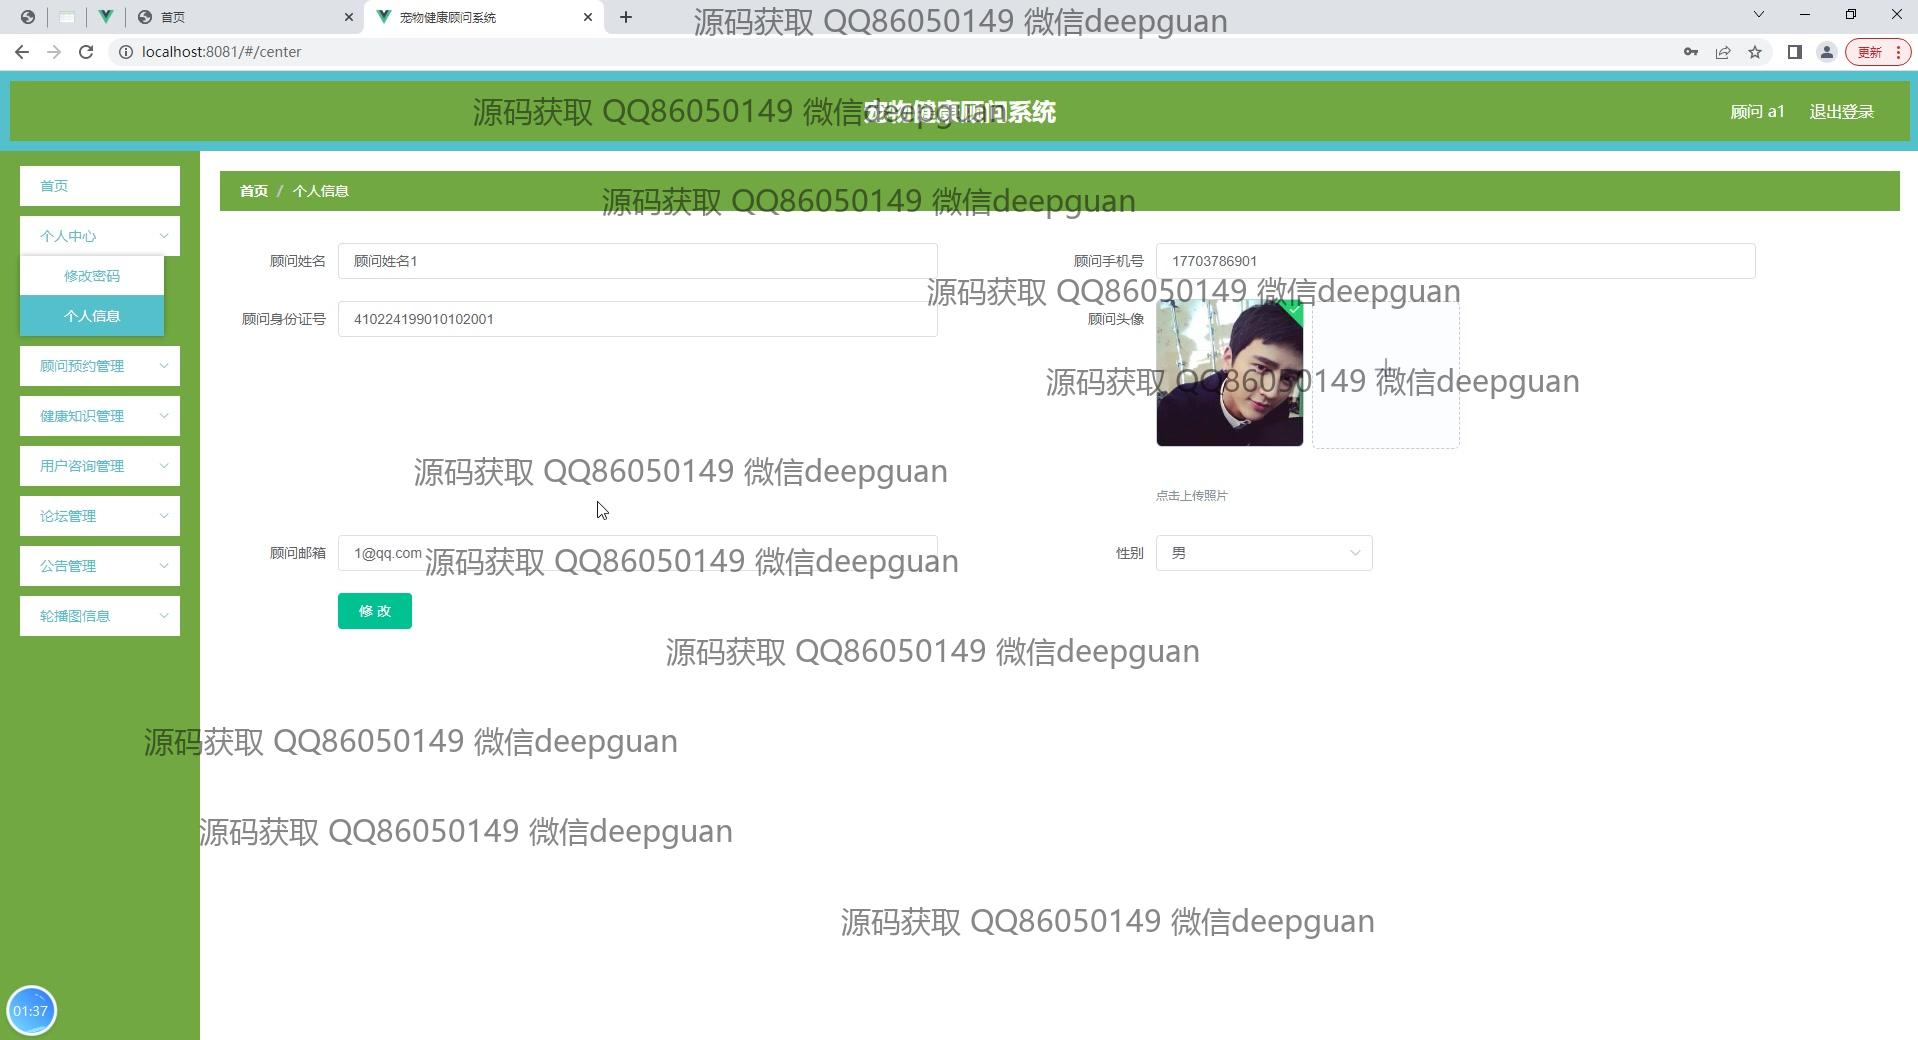 首页
宠物健康顾问系统
源码获取 QQ86050149 微信deepguan
localhost:8081/#/center
更新
源码获取 QQ86050149 微信deepguan
宠物健康顾问系统
顾问 a1
退出登录
首页
个人中心
修改密码
个人信息
顾问预约管理
健康知识管理
用户咨询管理
论坛管理
公告管理
轮播图信息
首页 / 个人信息
源码获取 QQ86050149 微信deepguan
顾问姓名
顾问姓名1
顾问手机号
17703786901
源码获取 QQ86050149 微信deepguan
顾问身份证号
410224199010102001
顾问头像
源码获取 QQ86050149 微信deepguan
源码获取 QQ86050149 微信deepguan
点击上传照片
顾问邮箱
1@qq.com
源码获取 QQ86050149 微信deepguan
性别
男
修改
源码获取 QQ86050149 微信deepguan
源码获取 QQ86050149 微信deepguan
源码获取 QQ86050149 微信deepguan
源码获取 QQ86050149 微信deepguan
01:37